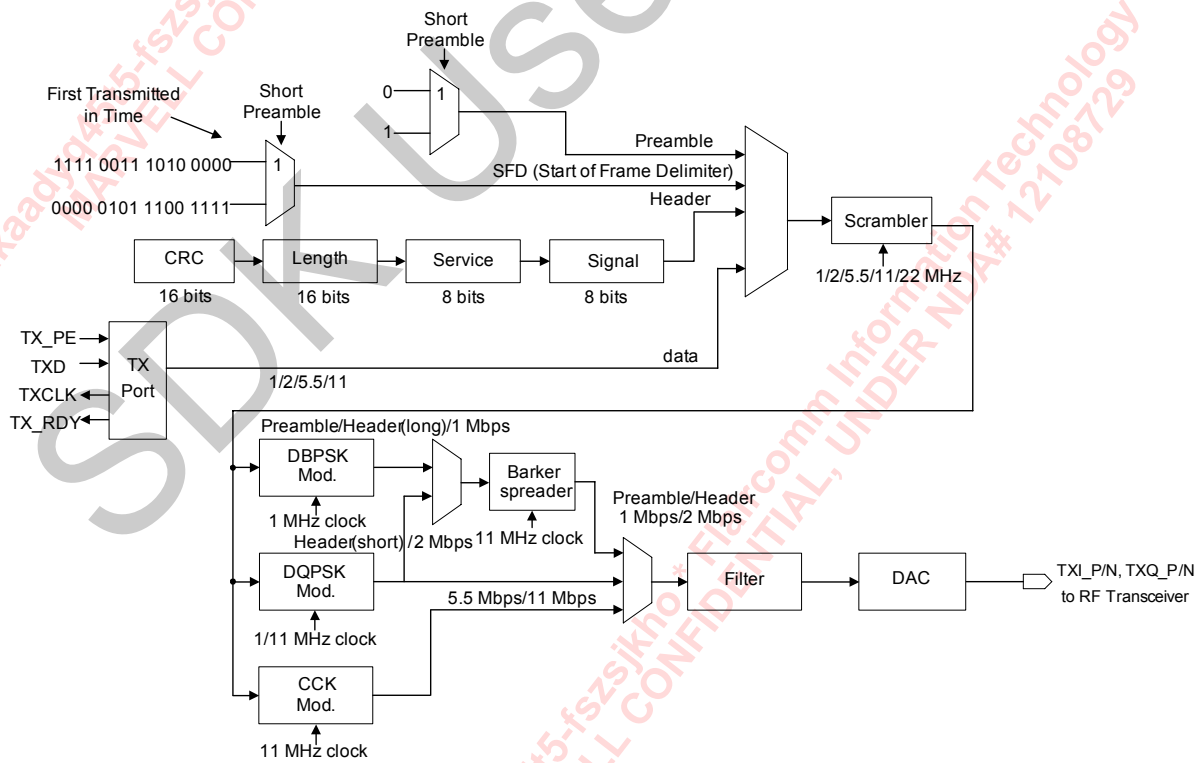 Short
Preamble
First Transmitted
in Time
Short
Preamble
0
1
1
1111 0011 1010 0000
1
0000 0101 1100 1111
Preamble
SFD (Start of Frame Delimiter)
Header
CRC
Length
Service
Signal
16 bits
16 bits
8 bits
8 bits
Scrambler
1/2/5.5/11/22 MHz
TX_PE
TXD
TXCLK
TX_RDY
TX
Port
1/2/5.5/11
data
Preamble/Header(long)/1 Mbps
DBPSK
Mod.
1 MHz clock
Barker
spreader
11 MHz clock
Preamble/Header
1 Mbps/2 Mbps
Header(short) /2 Mbps
DQPSK
Mod.
1/11 MHz clock
5.5 Mbps/11 Mbps
CCK
Mod.
11 MHz clock
Filter
DAC
TXI_P/N, TXQ_P/N
to RF Transceiver
SDK Use
MARVELL CON
* Flaircomm Information Technology
CONFIDENTIAL, UNDER NDA# 12108729